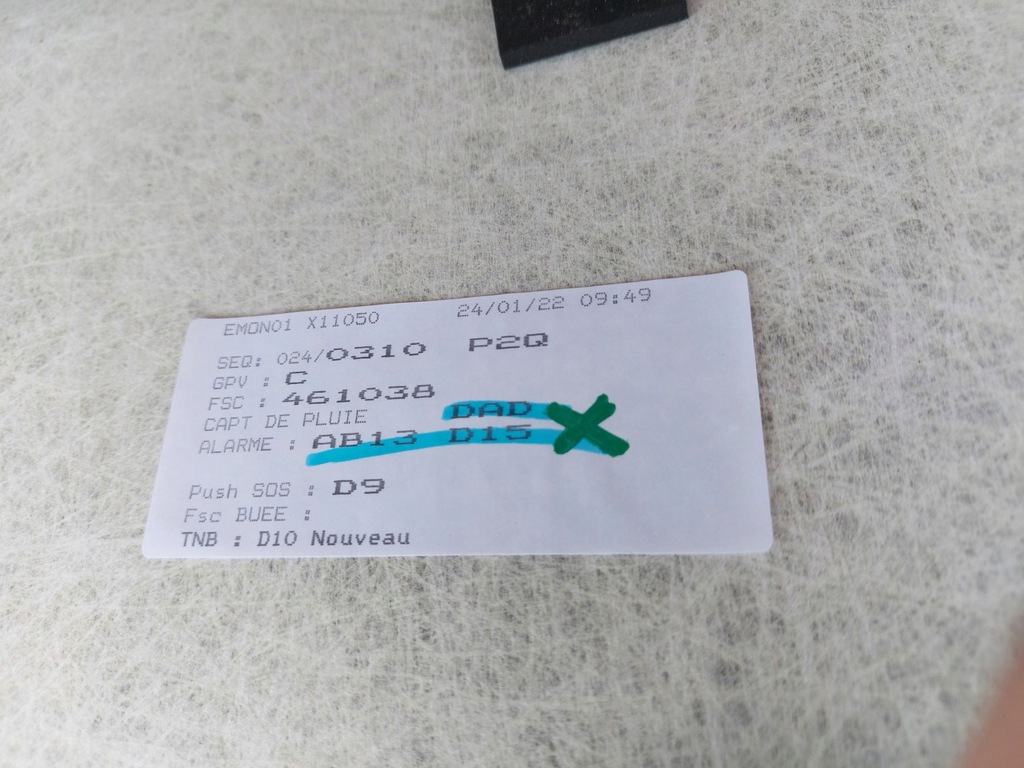 EMON01 X11050 24/01/22 09:49
SEQ: 024/0310 P2Q
GPV : C
FSC : 461038
CAPT DE PLUIE DAD
ALARME : AB13 D15
Push SOS : D9
Fsc BUEE :
TNB : D10 Nouveau